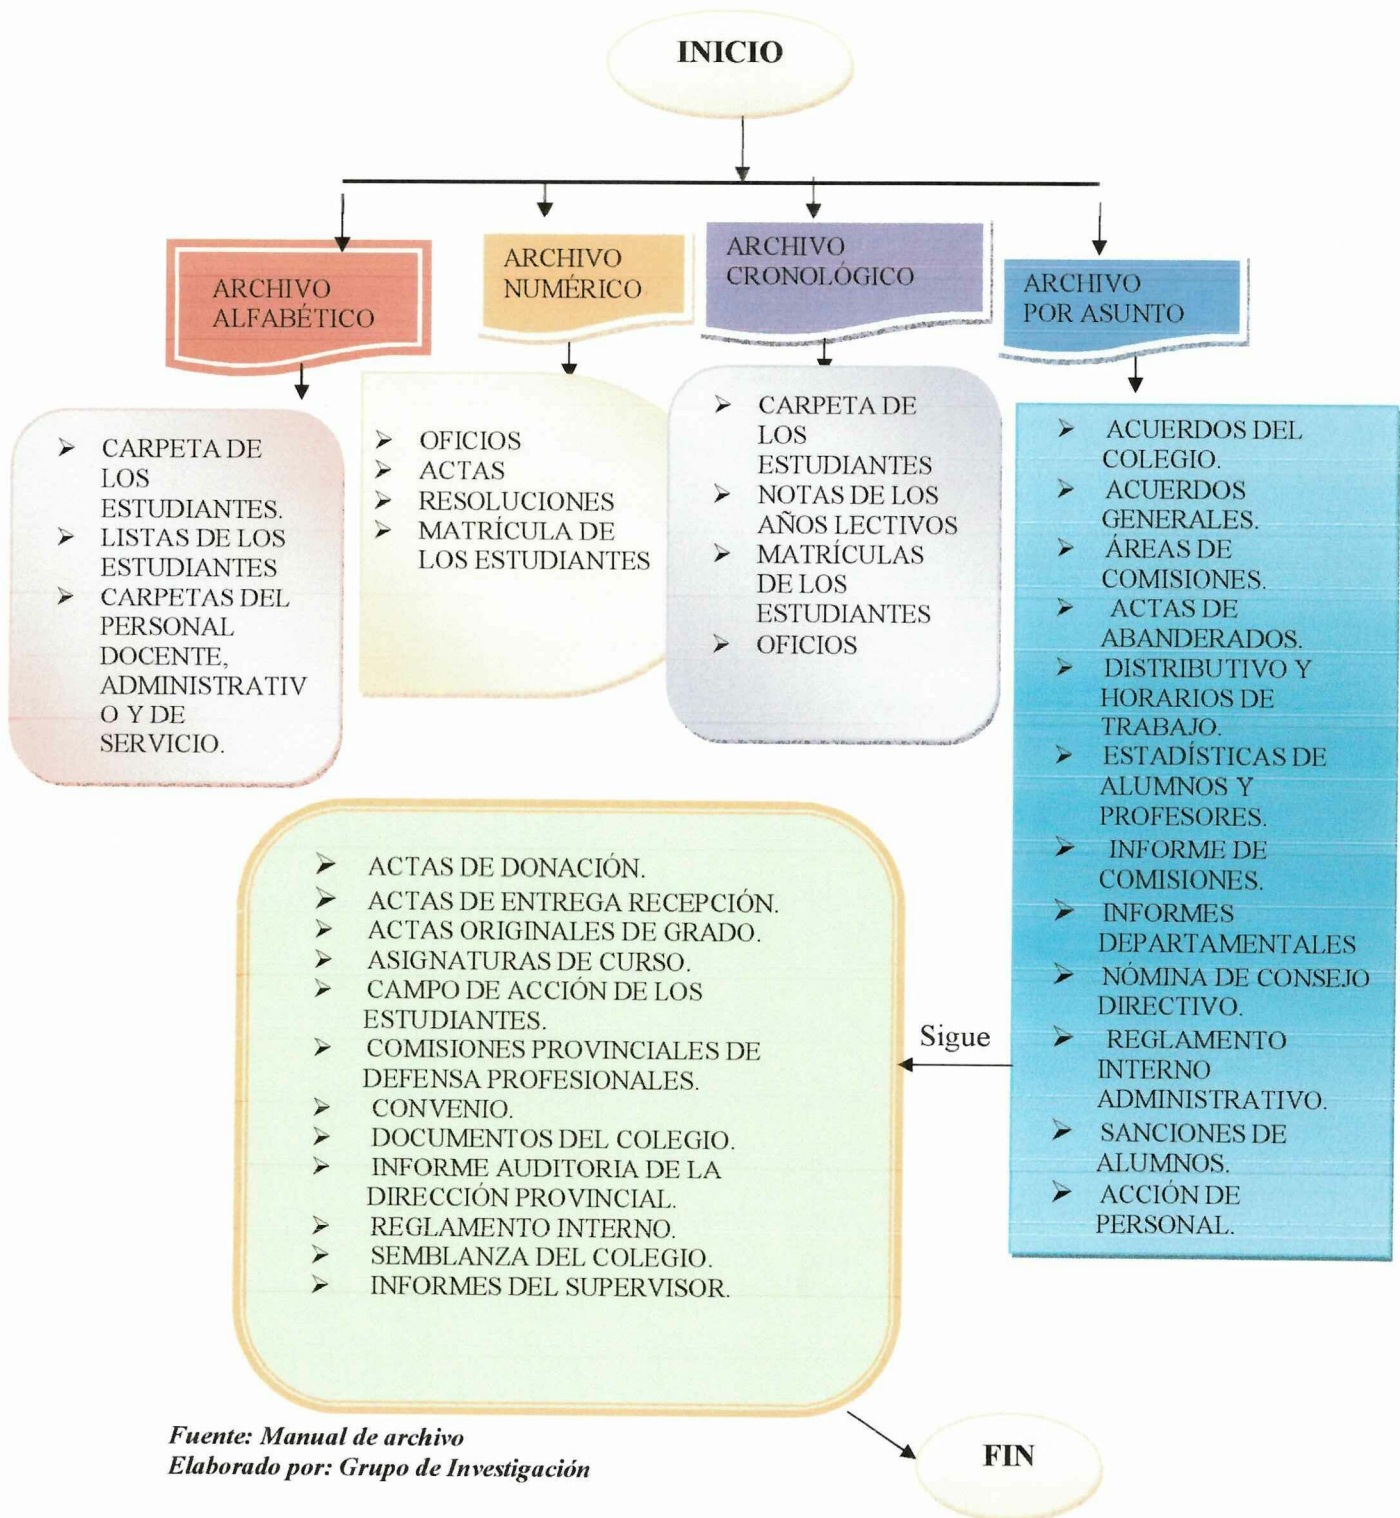 INICIO
ARCHIVO
ALFABÉTICO
ARCHIVO
NUMÉRICO
ARCHIVO
CRONOLÓGICO
ARCHIVO
POR ASUNTO
➤ CARPETA DE
LOS
ESTUDIANTES.
➤ LISTAS DE LOS
ESTUDIANTES
➤ CARPETAS DEL
PERSONAL
DOCENTE,
ADMINISTRATIV
O Y DE
SERVICIO.
➤ OFICIOS
➤ ACTAS
➤ RESOLUCIONES
➤ MATRÍCULA DE
LOS ESTUDIANTES
➤ CARPETA DE
LOS
ESTUDIANTES
➤ NOTAS DE LOS
AÑOS LECTIVOS
➤ MATRÍCULAS
DE LOS
ESTUDIANTES
➤ OFICIOS
➤ ACUERDOS DEL
COLEGIO.
➤ ACUERDOS
GENERALES.
➤ ÁREAS DE
COMISIONES.
➤ ACTAS DE
ABANDERADOS.
➤ DISTRIBUTIVO Y
HORARIOS DE
TRABAJO.
➤ ESTADÍSTICAS DE
ALUMNOS Y
PROFESORES.
➤ INFORME DE
COMISIONES.
➤ INFORMES
DEPARTAMENTALES
➤ NÓMINA DE CONSEJO
DIRECTIVO.
➤ REGLAMENTO
INTERNO
ADMINISTRATIVO.
➤ SANCIONES DE
ALUMNOS.
➤ ACCIÓN DE
PERSONAL.
Sigue
➤ ACTAS DE DONACIÓN.
➤ ACTAS DE ENTREGA RECEPCIÓN.
➤ ACTAS ORIGINALES DE GRADO.
➤ ASIGNATURAS DE CURSO.
➤ CAMPO DE ACCIÓN DE LOS
ESTUDIANTES.
➤ COMISIONES PROVINCIALES DE
DEFENSA PROFESIONALES.
➤ CONVENIO.
➤ DOCUMENTOS DEL COLEGIO.
➤ INFORME AUDITORIA DE LA
DIRECCIÓN PROVINCIAL.
➤ REGLAMENTO INTERNO.
➤ SEMBLANZA DEL COLEGIO.
➤ INFORMES DEL SUPERVISOR.
FIN
Fuente: Manual de archivo
Elaborado por: Grupo de Investigación